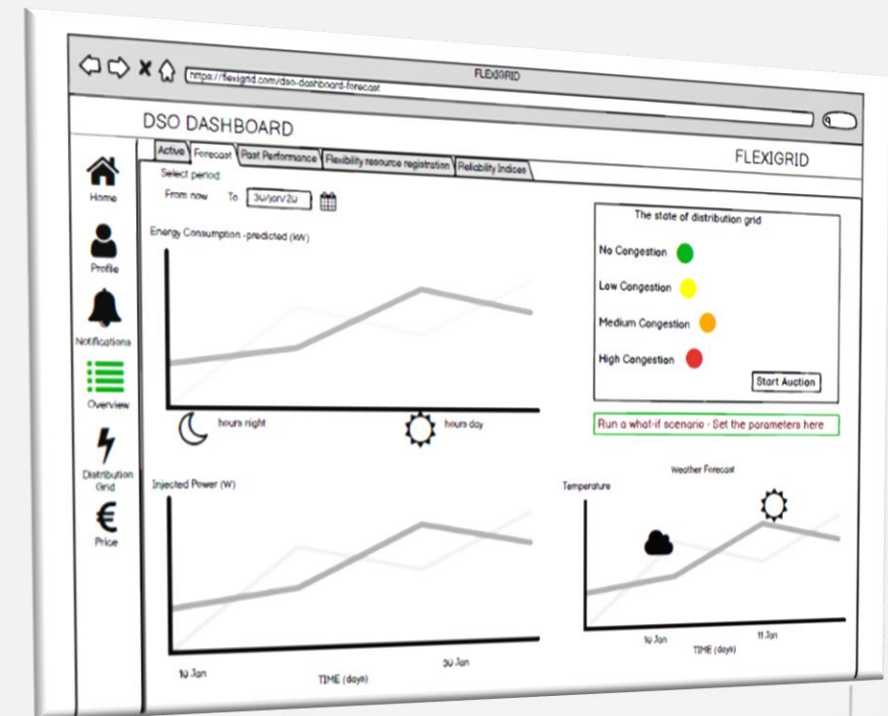 FLEXIGRID
https://flexigrid.com/dso-dashboard-forecast
DSO DASHBOARD
FLEXIGRID
Active Forecast Past Performance Flexibility resource registration Reliability Indices
Select period:
From now To 30/jan/20
Home
Profile
Notifications
Overview
Distribution
Grid
Price
Energy Consumption -predicted (kW)
hours night
hours day
The state of distribution grid
No Congestion
Low Congestion
Medium Congestion
High Congestion
Start Auction
Run a what-if scenario - Set the parameters here
Injected Power (W)
10 Jan
30 Jan
TIME (days)
Weather Forecast
Temperature
10 Jan
11 Jan
TIME (days)